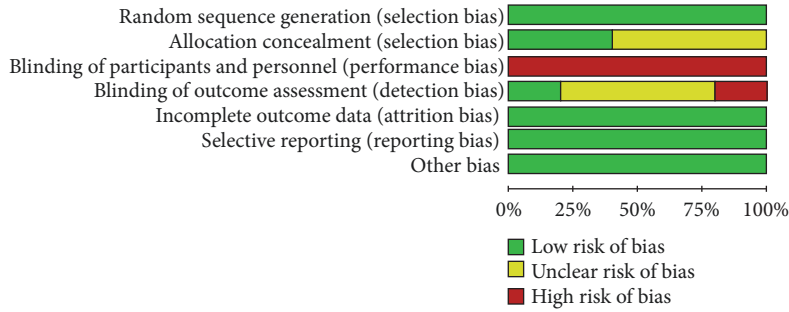 Random sequence generation (selection bias)
Allocation concealment (selection bias)
Blinding of participants and personnel (performance bias)
Blinding of outcome assessment (detection bias)
Incomplete outcome data (attrition bias)
Selective reporting (reporting bias)
Other bias
0% 25% 50% 75% 100%
Low risk of bias
Unclear risk of bias
High risk of bias